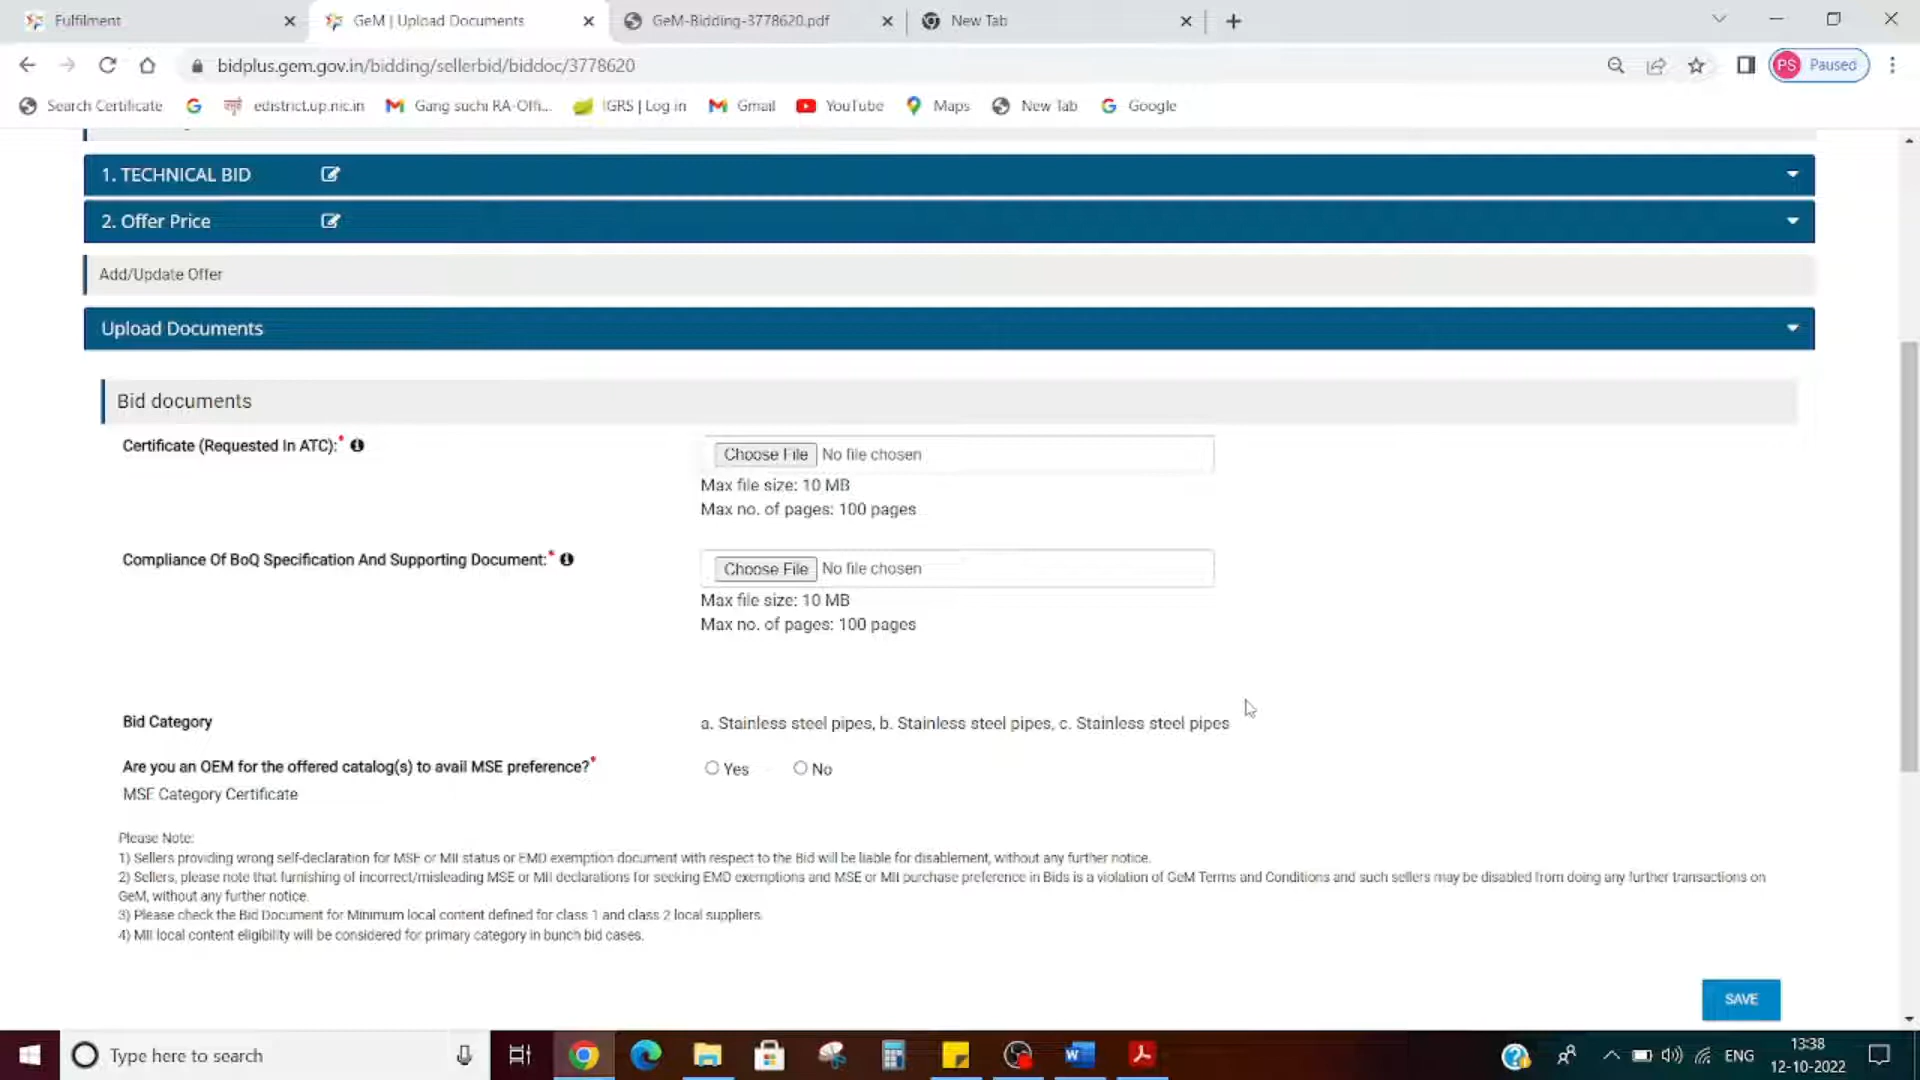 Fulfilment
GeM | Upload Documents
GeM-Bidding-3778620.pdf
New Tab
bidplus.gem.gov.in/bidding/sellerbid/biddoc/3778620
PS Paused
Search Certificate
edistrict.up.nic.in
Gang suchi RA-Offi...
IGRS | Log in
Gmail
YouTube
Maps
New Tab
Google
1. TECHNICAL BID
2. Offer Price
Add/Update Offer
Upload Documents
Bid documents
Certificate (Requested In ATC):*
Choose File No file chosen
Max file size: 10 MB
Max no. of pages: 100 pages
Compliance Of BoQ Specification And Supporting Document:*
Choose File No file chosen
Max file size: 10 MB
Max no. of pages: 100 pages
Bid Category
a. Stainless steel pipes, b. Stainless steel pipes, c. Stainless steel pipes
Are you an OEM for the offered catalog(s) to avail MSE preference?*
Yes No
MSE Category Certificate
Please Note:
1) Sellers providing wrong self-declaration for MSE or MII status or EMD exemption document with respect to the Bid will be liable for disablement, without any further notice.
2) Sellers, please note that furnishing of incorrect/misleading MSE or MII declarations for seeking EMD exemptions and MSE or MII purchase preference in Bids is a violation of GeM Terms and Conditions and such sellers may be disabled from doing any further transactions on
GeM, without any further notice.
3) Please check the Bid Document for Minimum local content defined for class 1 and class 2 local suppliers.
4) MII local content eligibility will be considered for primary category in bunch bid cases.
SAVE
Type here to search
ENG
13:38
12-10-2022